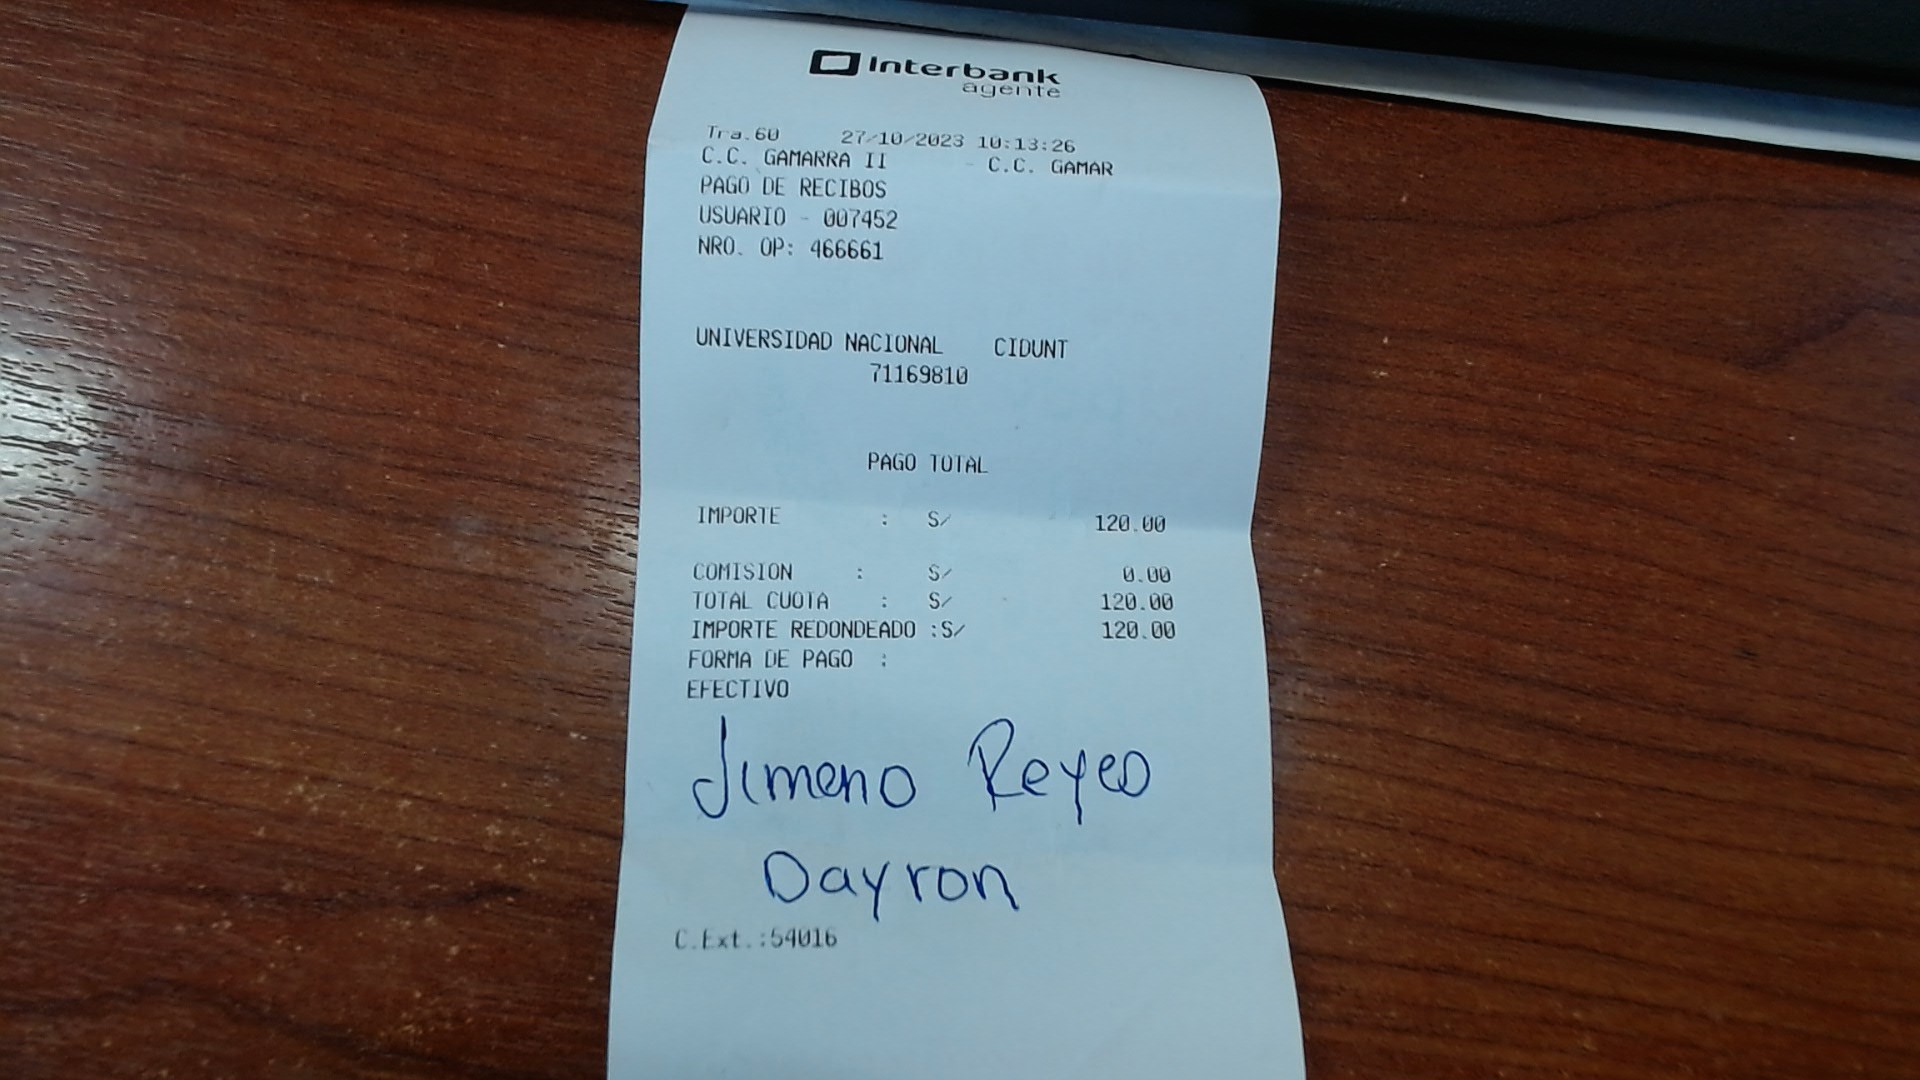 Interbank
agente
Tra.60 27/10/2023 10:13:26
C.C. GAMARRA II - C.C. GAMAR
PAGO DE RECIBOS
USUARIO - 007452
NRO. OP: 466661
UNIVERSIDAD NACIONAL CIDUNT
71169810
PAGO TOTAL
IMPORTE : S/ 120.00
COMISION : S/ 0.00
TOTAL CUOTA : S/ 120.00
IMPORTE REDONDEADO :S/ 120.00
FORMA DE PAGO :
EFECTIVO
Jimeno Reyes
Dayron
C.Ext.:54016